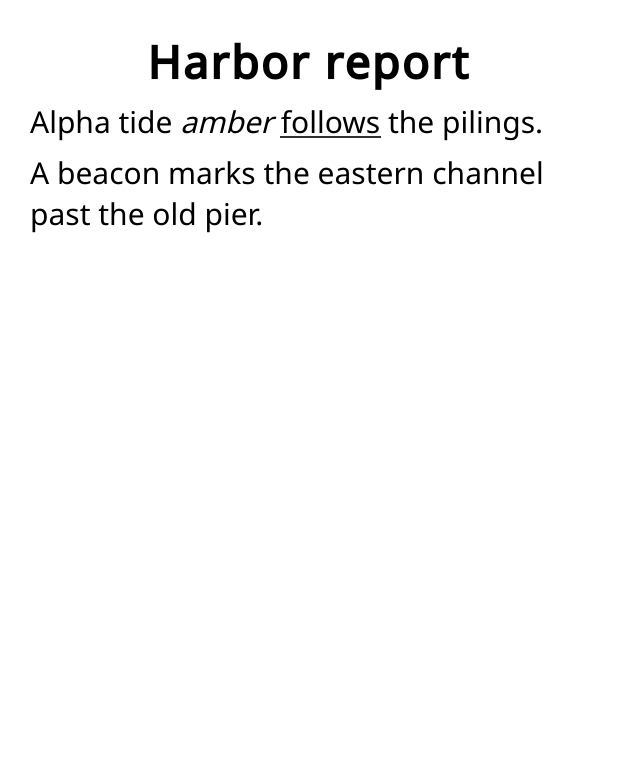 Harbor report
Alpha tide amber follows the pilings.
A beacon marks the eastern channel
past the old pier.